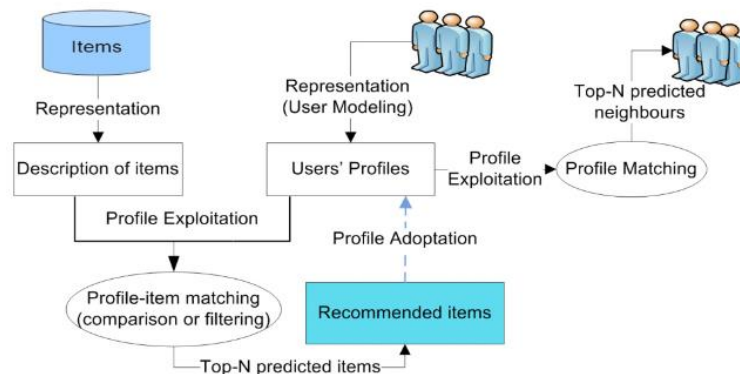 Items
Representation
Representation
(User Modeling)
Top-N predicted
neighbours
Description of items
Users' Profiles
Profile
Exploitation
Profile Matching
Profile Exploitation
Profile Adoption
Profile-item matching
(comparison or filtering)
Recommended items
Top-N predicted items